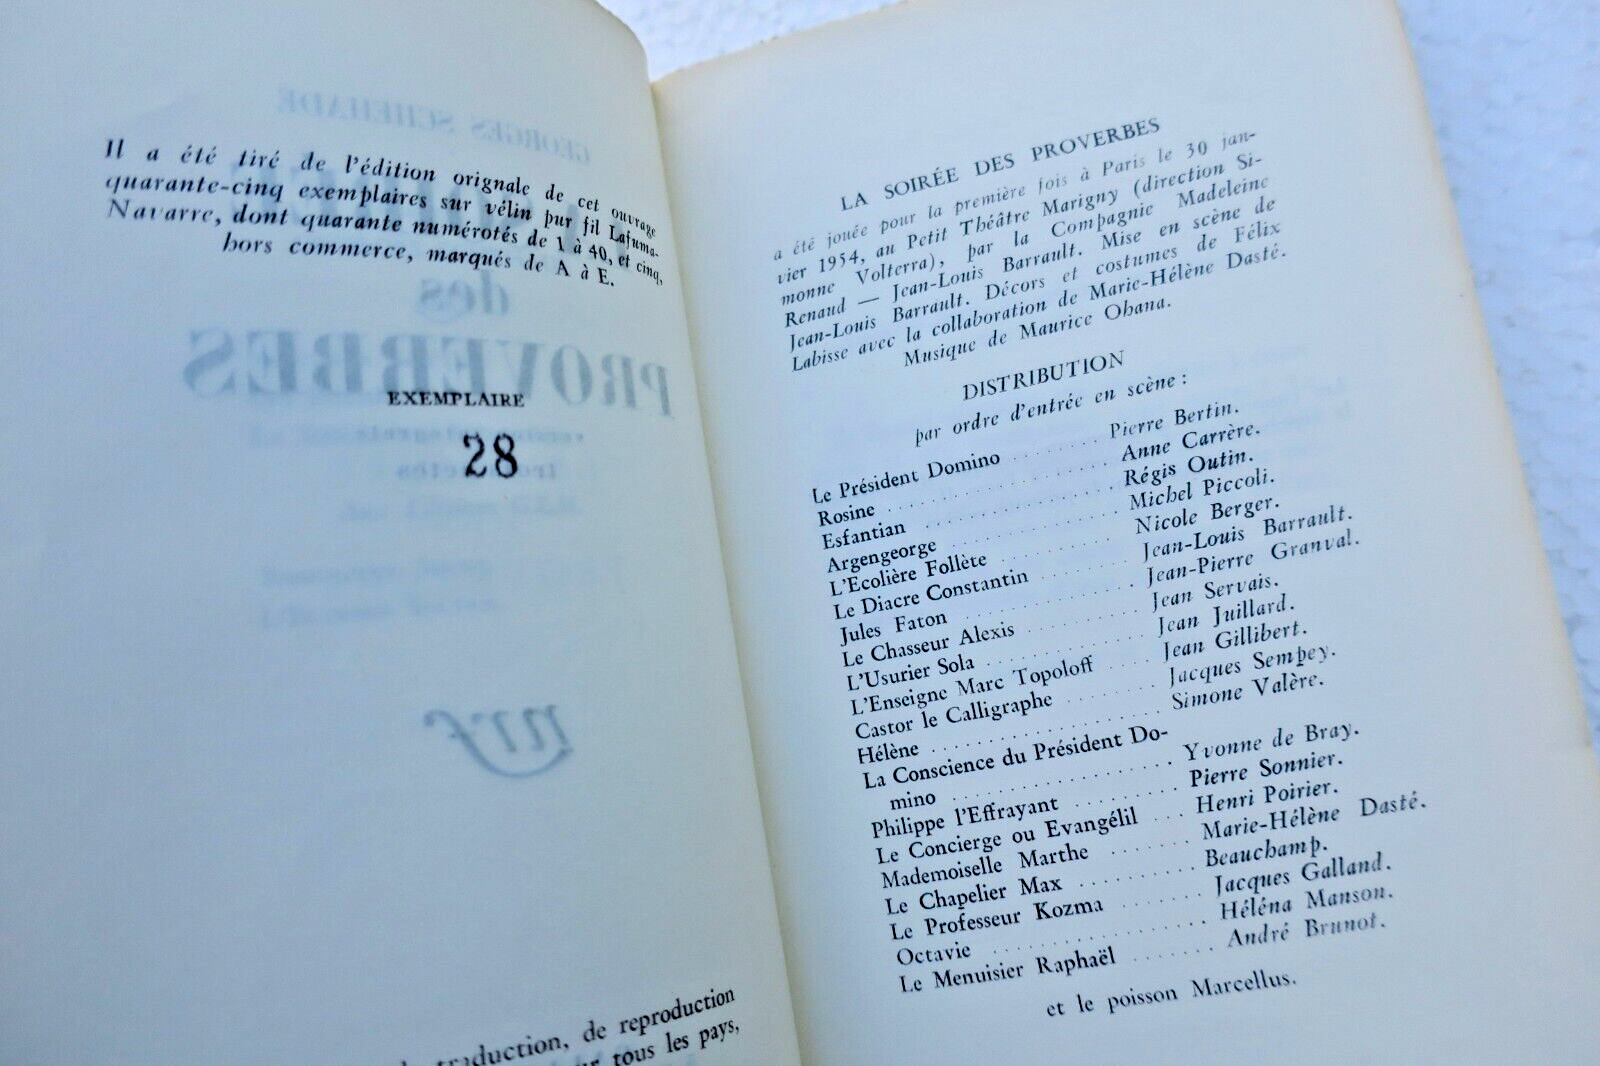 Il a été tiré de l'édition orignale de cet ouvrage
quarante-cinq exemplaires sur vélin pur fil Lafuma-
Navarre, dont quarante numérotés de 1 à 40, et cinq,
hors commerce, marqués de A à E.
EXEMPLAIRE
28
traduction, de reproduction
tous les pays,
GEORGES SCHEHADÉ
des
PROVERBES
nrf
LA SOIRÉE DES PROVERBES
a été jouée pour la première fois à Paris le 30 jan-
vier 1954, au Petit Théâtre Marigny (direction Si-
monne Volterra), par la Compagnie Madeleine
Renaud — Jean-Louis Barrault. Mise en scène de
Jean-Louis Barrault. Décors et costumes de Félix
Labisse avec la collaboration de Marie-Hélène Dasté.
Musique de Maurice Ohana.
DISTRIBUTION
par ordre d'entrée en scène :
Le Président Domino . . . . . . . Pierre Bertin.
Rosine . . . . . . . . . . . . . . . Anne Carrère.
Esfantian . . . . . . . . . . . . . Régis Outin.
Argengeorge . . . . . . . . . . . . Michel Piccoli.
L'Ecolière Follète . . . . . . . . . Nicole Berger.
Le Diacre Constantin . . . . . . . Jean-Louis Barrault.
Jules Faton . . . . . . . . . . . . Jean-Pierre Granval.
Le Chasseur Alexis . . . . . . . . Jean Servais.
L'Usurier Sola . . . . . . . . . . Jean Juillard.
L'Enseigne Marc Topoloff . . . . Jean Gillibert.
Castor le Calligraphe . . . . . . . Jacques Sempey.
Hélène . . . . . . . . . . . . . . . Simone Valère.
La Conscience du Président Do-
mino . . . . . . . . . . . . . . . Yvonne de Bray.
Philippe l'Effrayant . . . . . . . . Pierre Sonnier.
Le Concierge ou Evangélil . . . Henri Poirier.
Mademoiselle Marthe . . . . . . . Marie-Hélène Dasté.
Le Chapelier Max . . . . . . . . . Beauchamp.
Le Professeur Kozma . . . . . . . Jacques Galland.
Octavie . . . . . . . . . . . . . . . Héléna Manson.
Le Menuisier Raphaël . . . . . . . André Brunot.
et le poisson Marcellus.